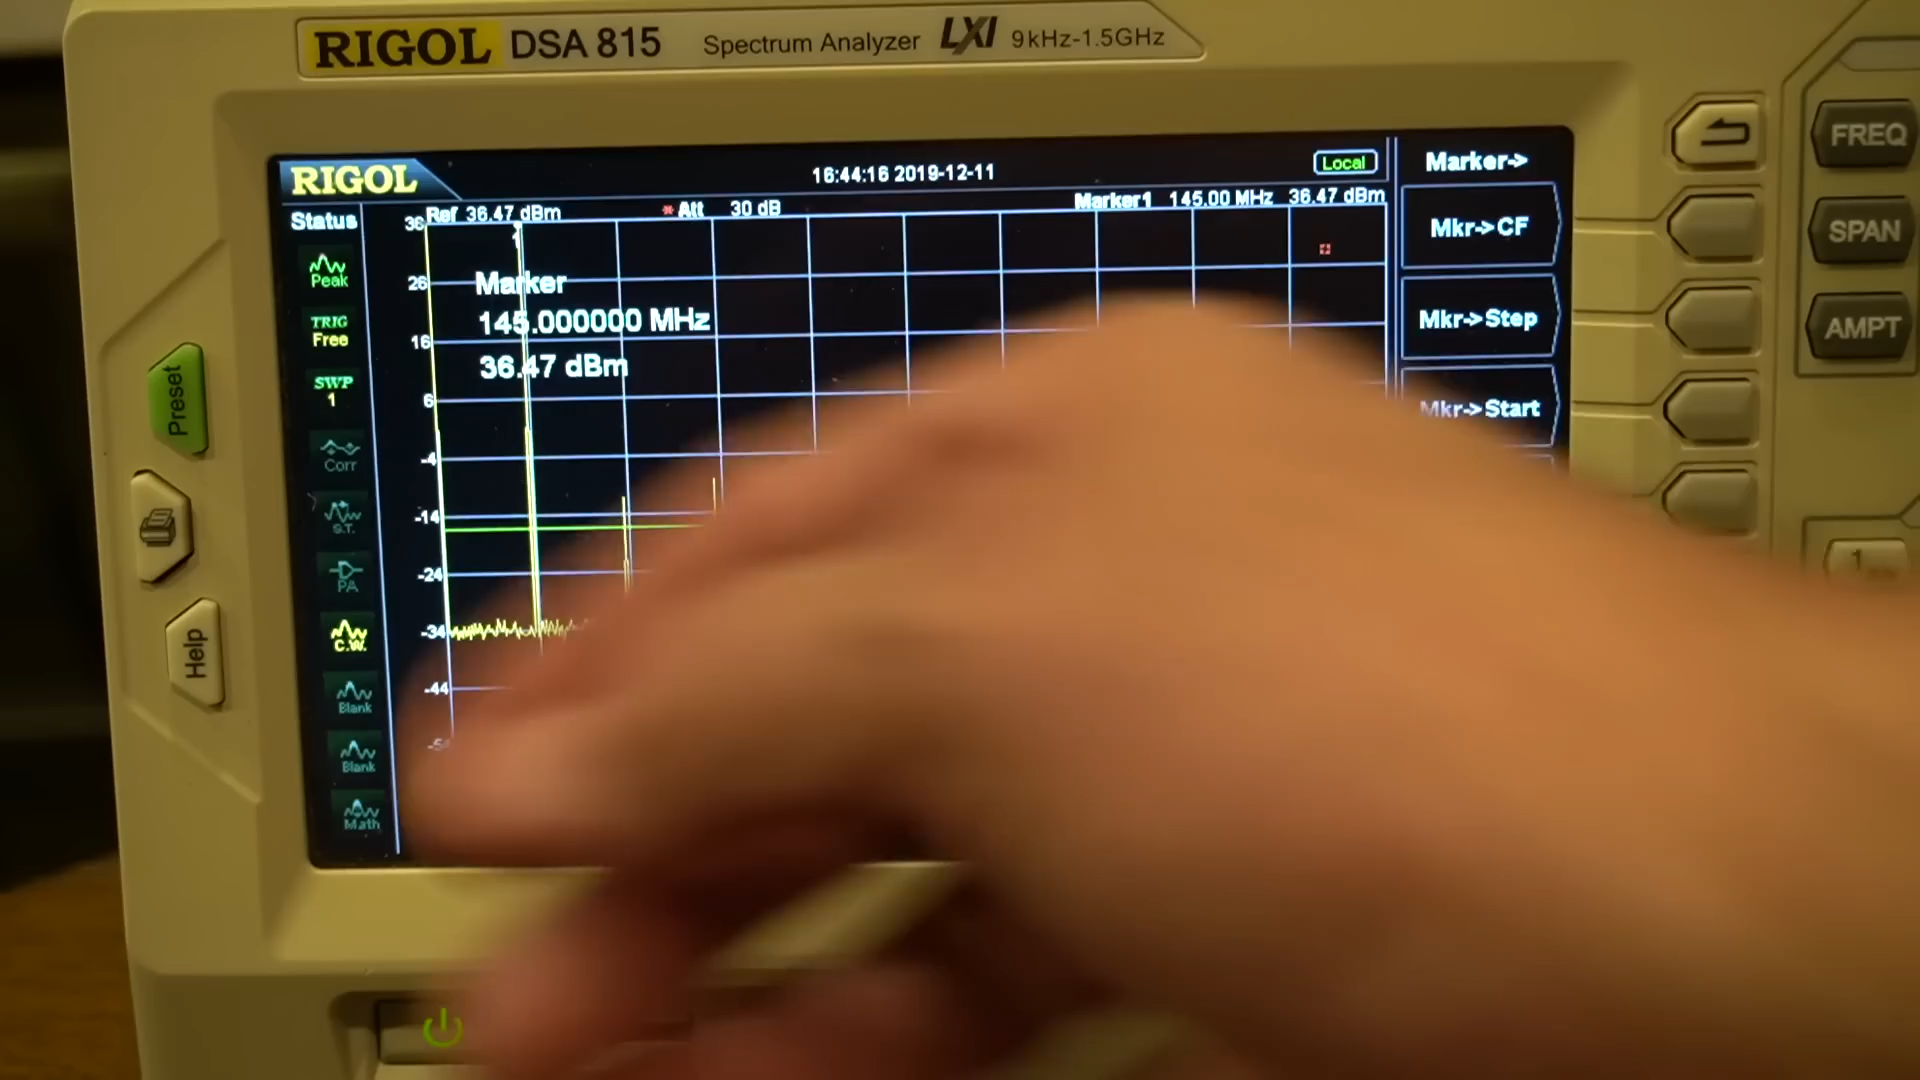 RIGOL DSA 815 Spectrum Analyzer LXI 9kHz-1.5GHz
RIGOL
16:44:16 2019-12-11
Local
Status
Ref 36.47 dBm
*Att 30 dB
Marker1 145.00 MHz 36.47 dBm
Peak
TRIG
Free
SWP
1
Corr
S.T.
PA
C.W.
Blank
Blank
Math
36
26
16
6
-4
-14
-24
-34
-44
Marker
145.000000 MHz
36.47 dBm
Marker->
Mkr->CF
Mkr->Step
Mkr->Start
FREQ
SPAN
AMPT
1
Preset
Help